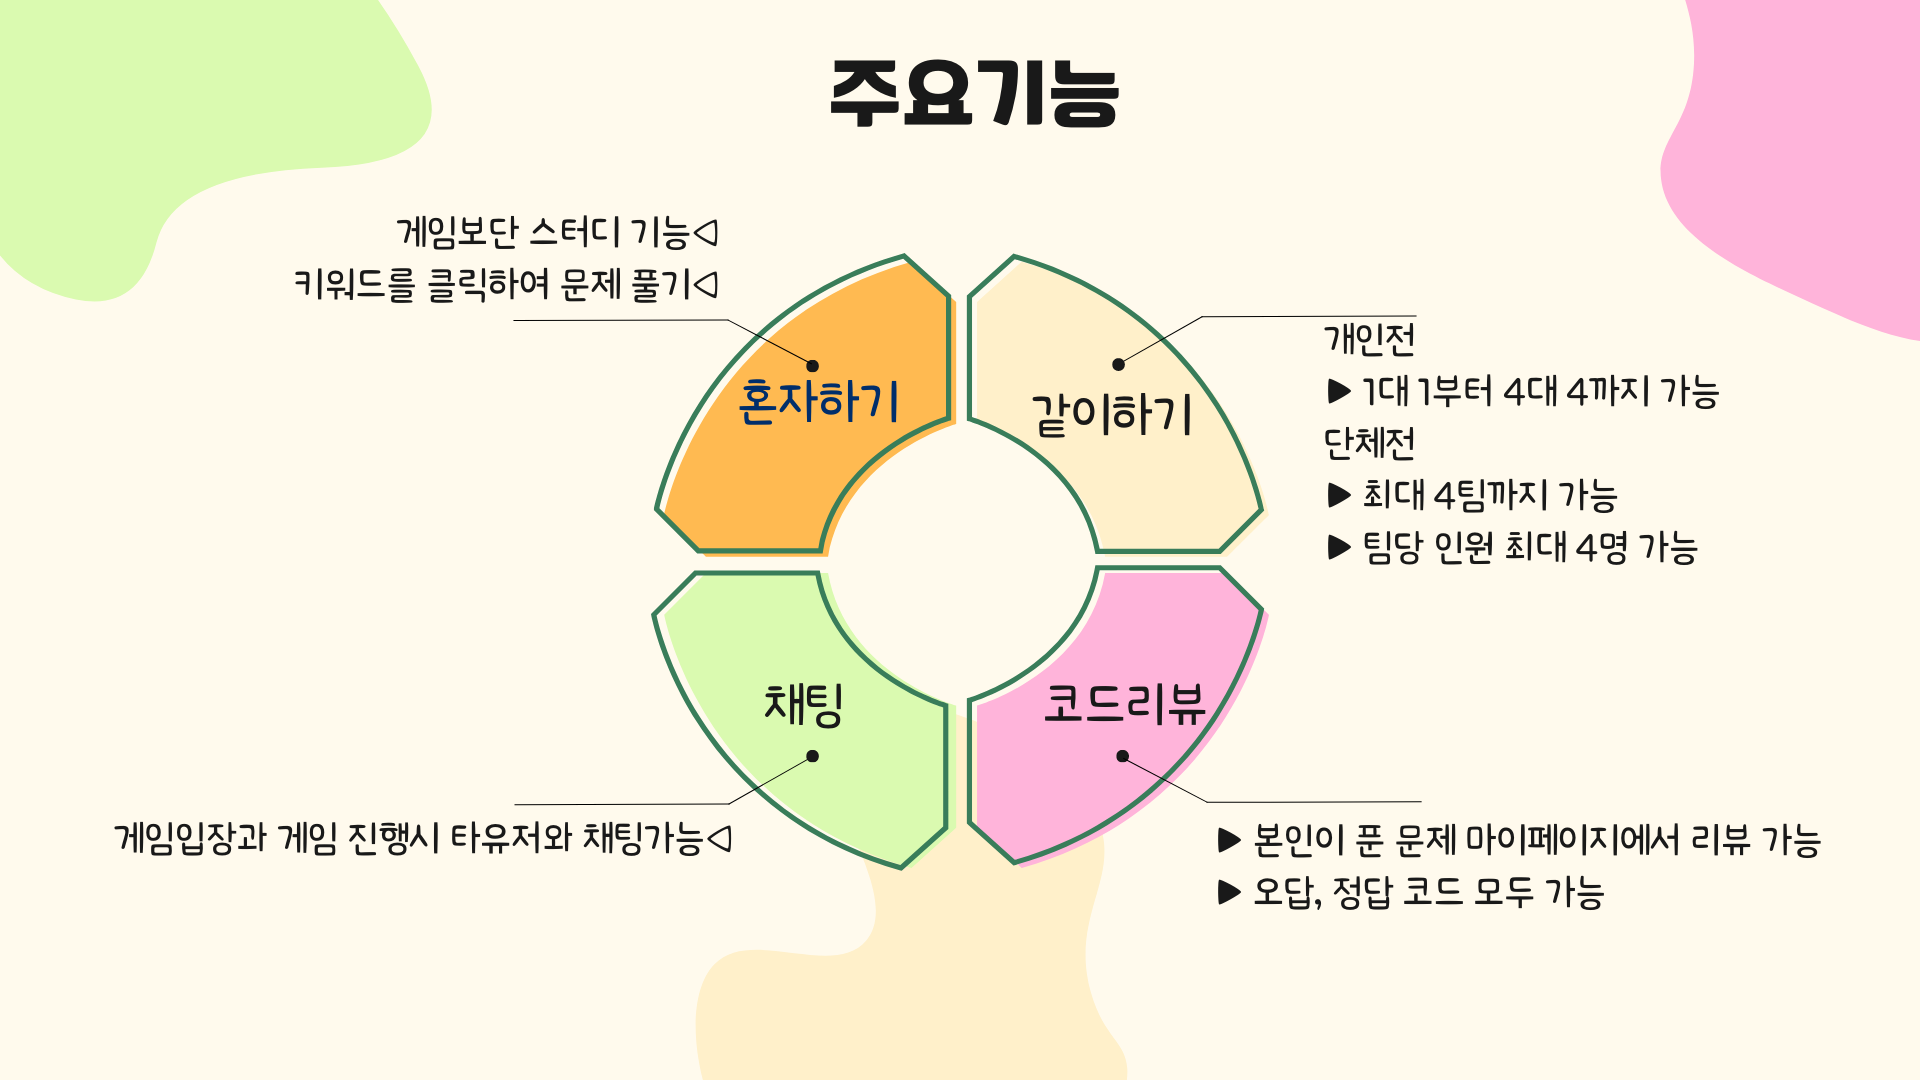 주요기능
게임보단 스터디 기능◁
키워드를 클릭하여 문제 풀기◁
혼자하기
같이하기
개인전
▶ 1대1부터 4대 4까지 가능
단체전
▶ 최대 4팀까지 가능
▶ 팀당 인원 최대 4명 가능
채팅
코드리뷰
게임입장과 게임 진행시 타유저와 채팅가능◁
▶ 본인이 푼 문제 마이페이지에서 리뷰 가능
▶ 오답, 정답 코드 모두 가능